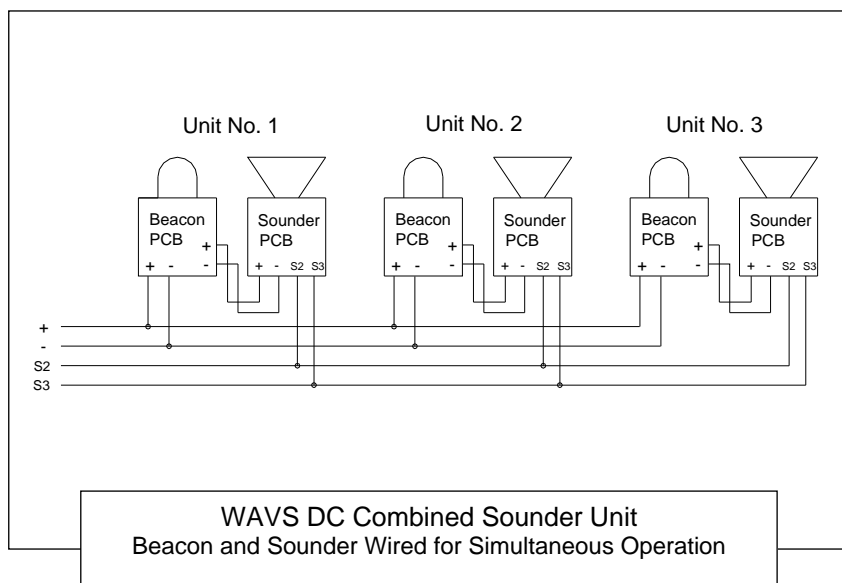 Unit No. 1
Unit No. 2
Unit No. 3
Beacon
PCB
+
-
+ -
Sounder
PCB
+ - S2 S3
Beacon
PCB
+
-
+ -
Sounder
PCB
+ - S2 S3
Beacon
PCB
+
-
+ -
Sounder
PCB
+ - S2 S3
+
-
S2
S3
WAVS DC Combined Sounder Unit
Beacon and Sounder Wired for Simultaneous Operation